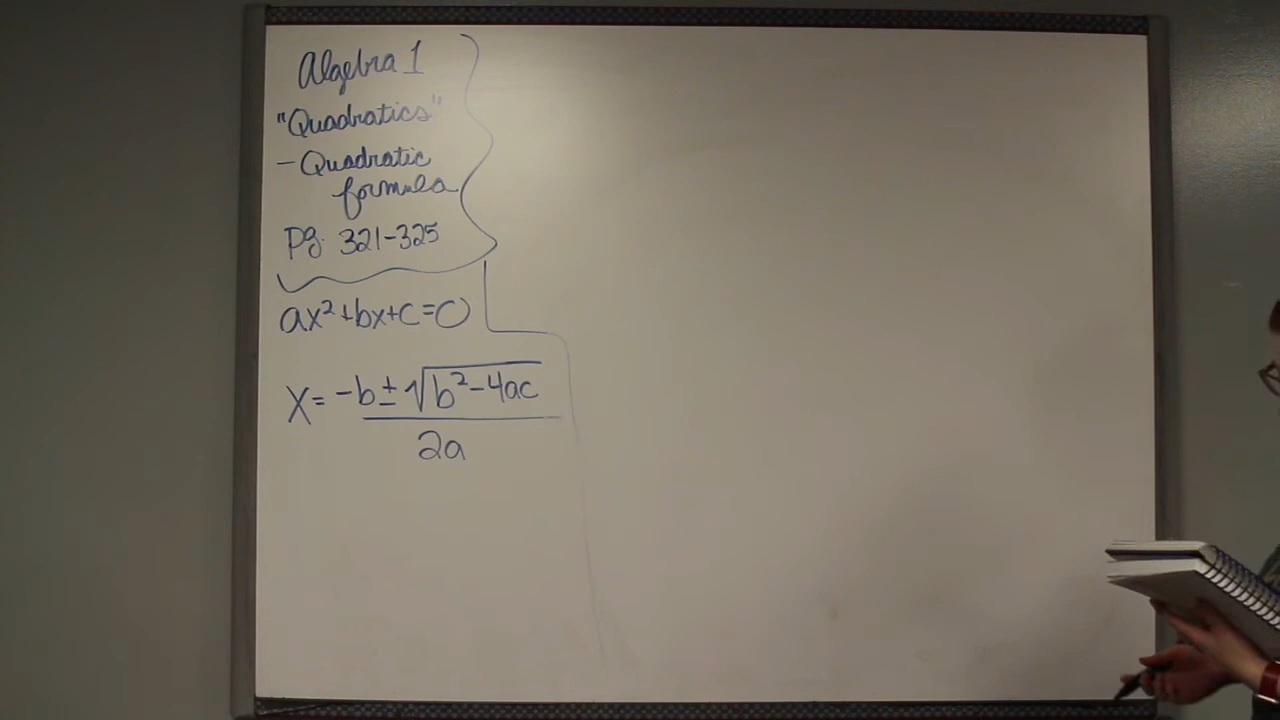 Algebra 1
"Quadratics"
- Quadratic
formula
Pg. 321-325
ax²+bx+c=0
X= -b ± √b²-4ac
2a